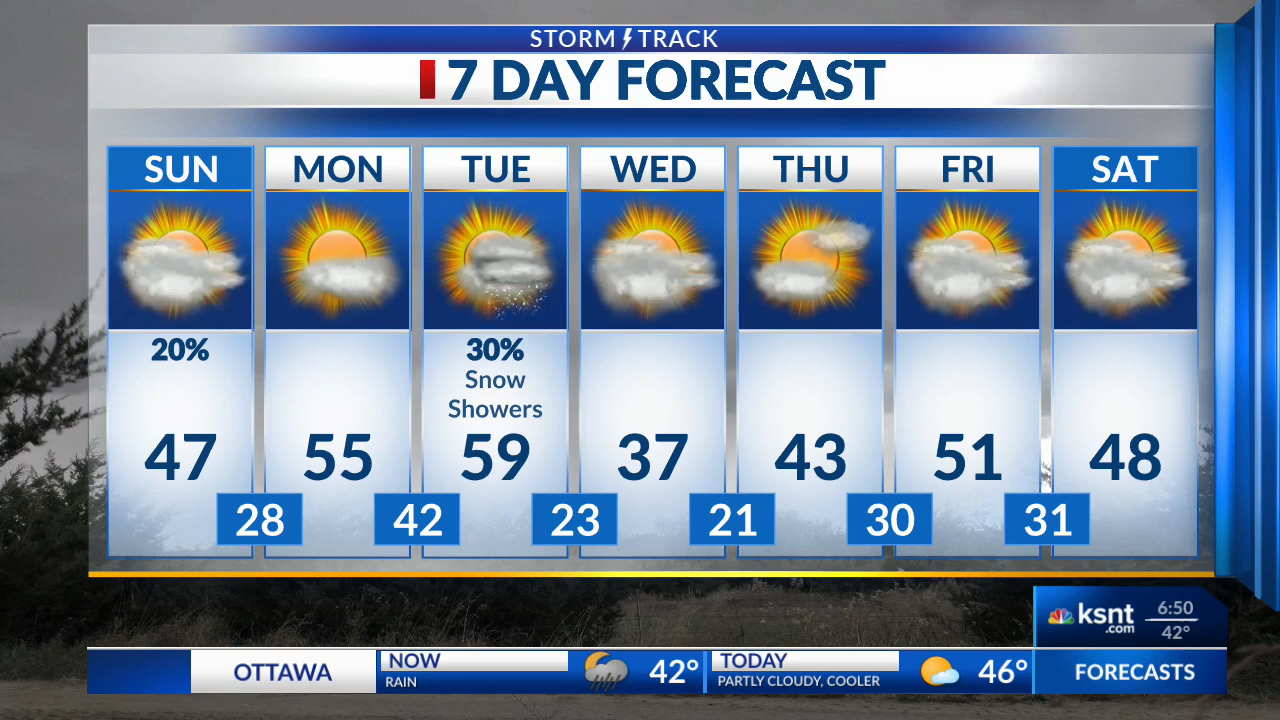 STORM TRACK
7 DAY FORECAST
SUN MON TUE WED THU FRI SAT
20% 30%
Snow
Showers
47 55 59 37 43 51 48
28 42 23 21 30 31
ksnt
.com
6:50
42°
OTTAWA
NOW
RAIN
42°
TODAY
PARTLY CLOUDY, COOLER
46°
FORECASTS